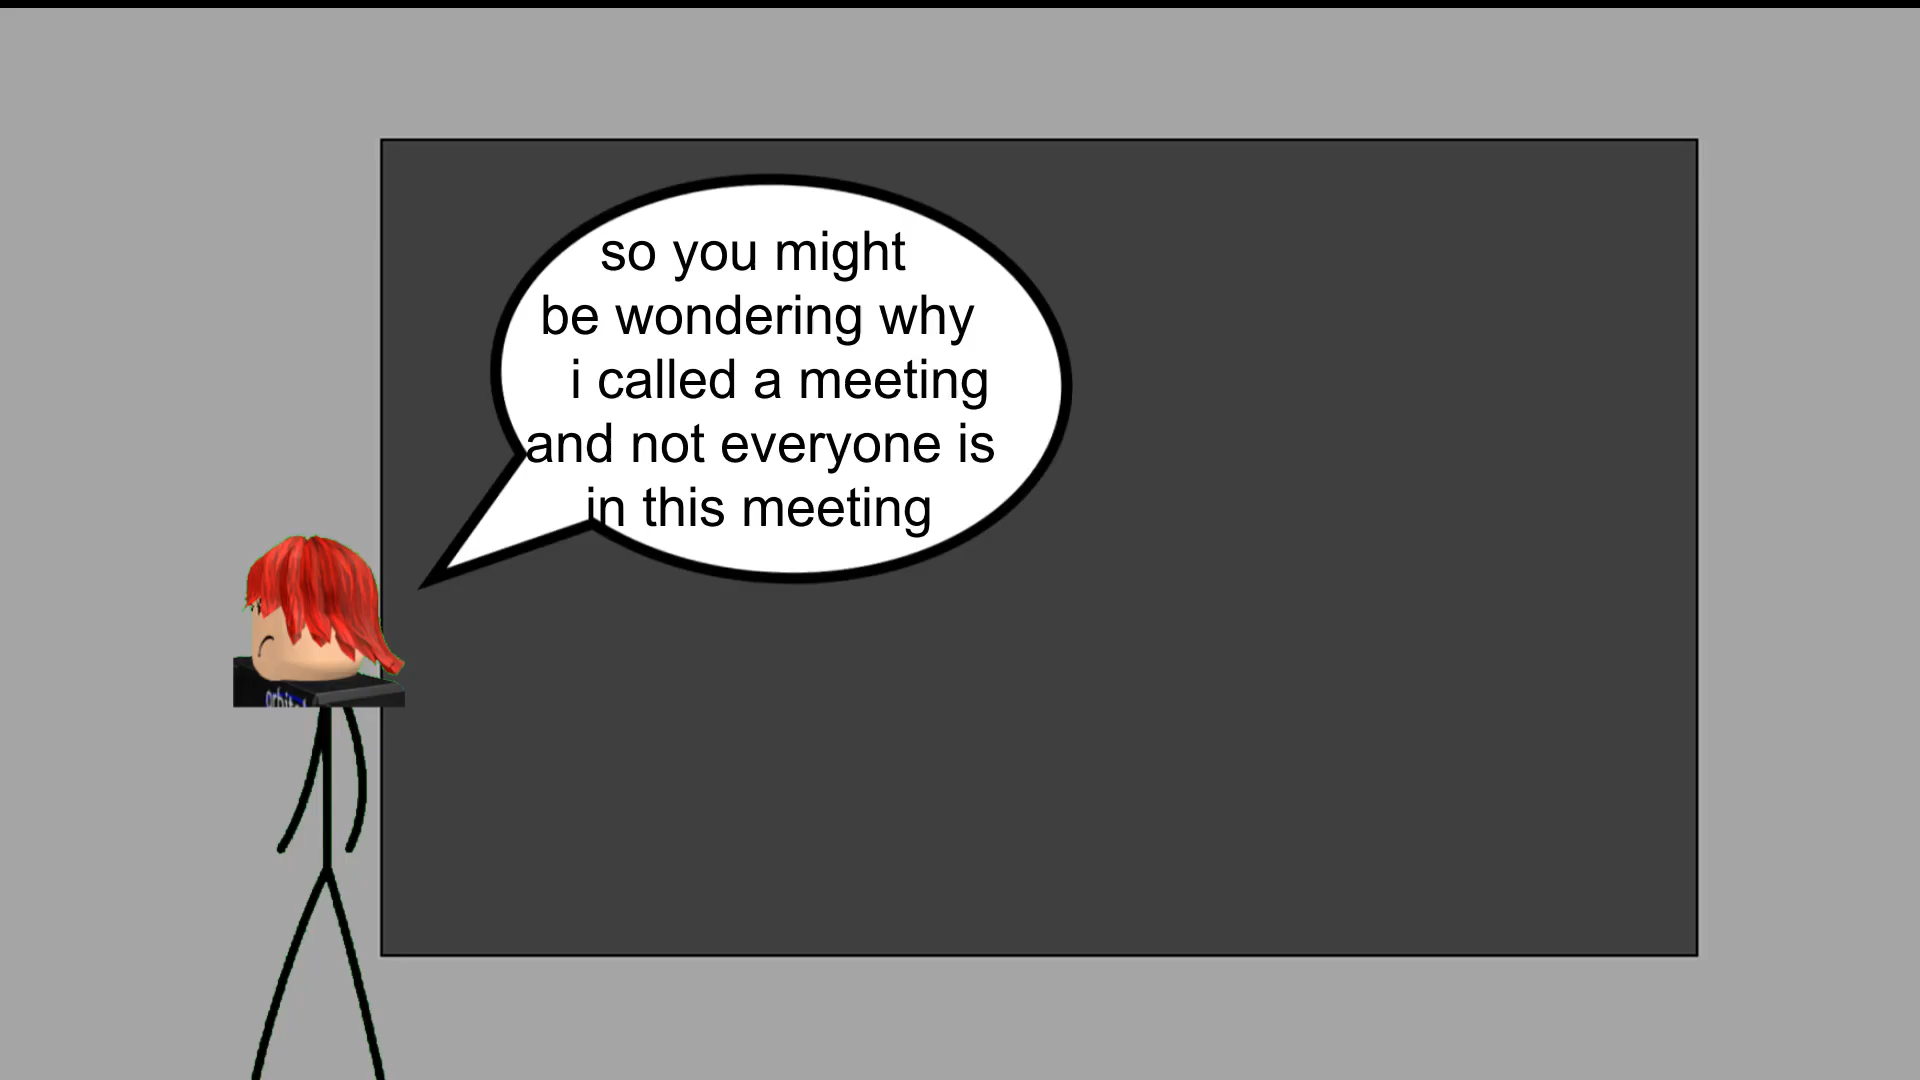 so you might
be wondering why
i called a meeting
and not everyone is
in this meeting